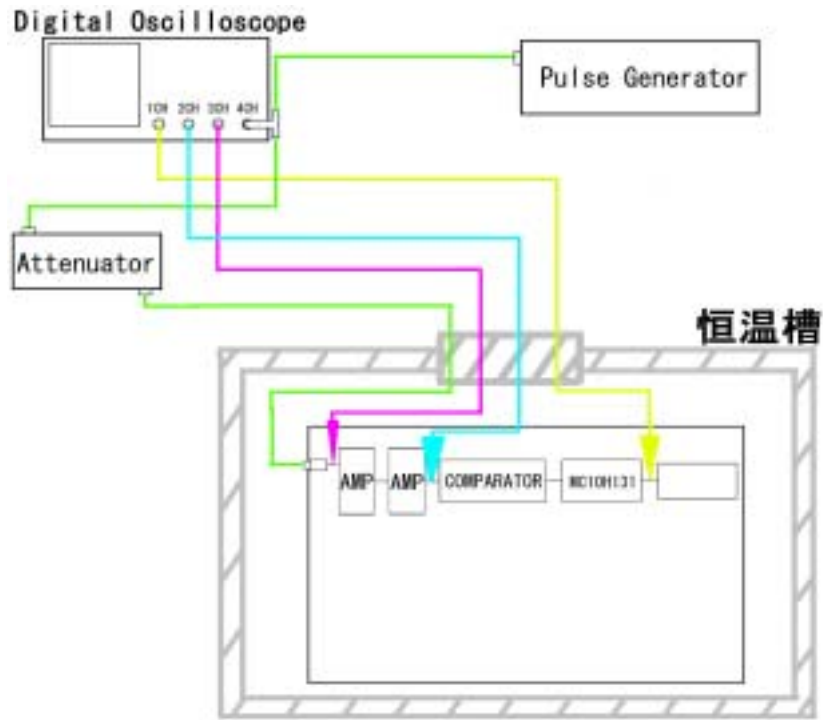 Digital Oscilloscope
Pulse Generator
1CH 2CH 3CH 4CH
Attenuator
恒温槽
AMP
AMP
COMPARATOR
MC10H131